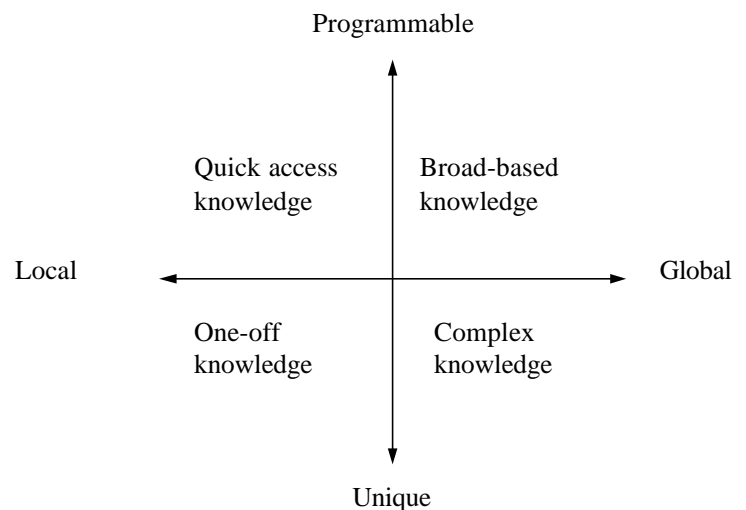 Programmable
Quick access
knowledge
Broad-based
knowledge
Local
Global
One-off
knowledge
Complex
knowledge
Unique